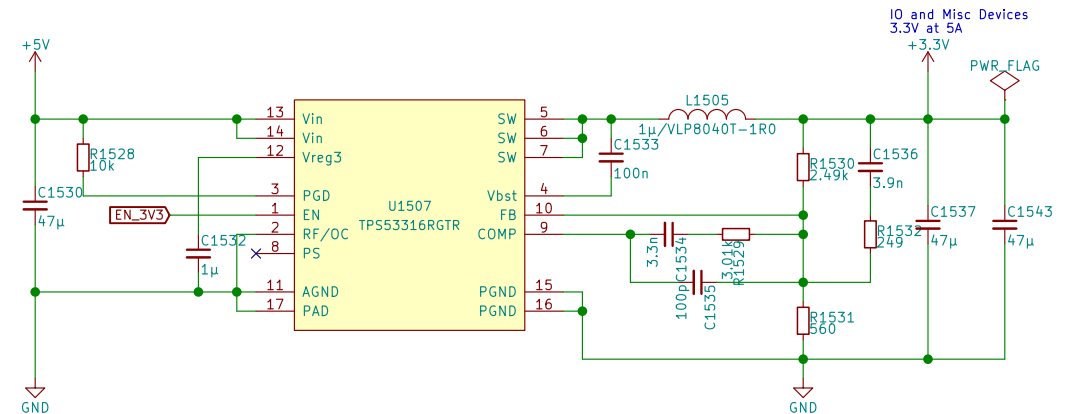 IO and Misc Devices
3.3V at 5A
+5V
+3.3V
PWR_FLAG
L1505
1µ/VLP8040T-1R0
13 Vin SW 5
14 Vin SW 6
12 Vreg3 SW 7
3 PGD Vbst 4
1 EN FB 10
2 RF/OC COMP 9
8 PS
11 AGND PGND 15
17 PAD PGND 16
U1507
TPS53316RGTR
R1528
10k
C1530
47µ
EN_3V3
C1532
1µ
C1533
100n
R1530
2.49k
C1536
3.9n
R1532
249
C1537
47µ
C1543
47µ
3.3n
C1534
3.01k
R1529
100p
C1535
R1531
560
GND
GND